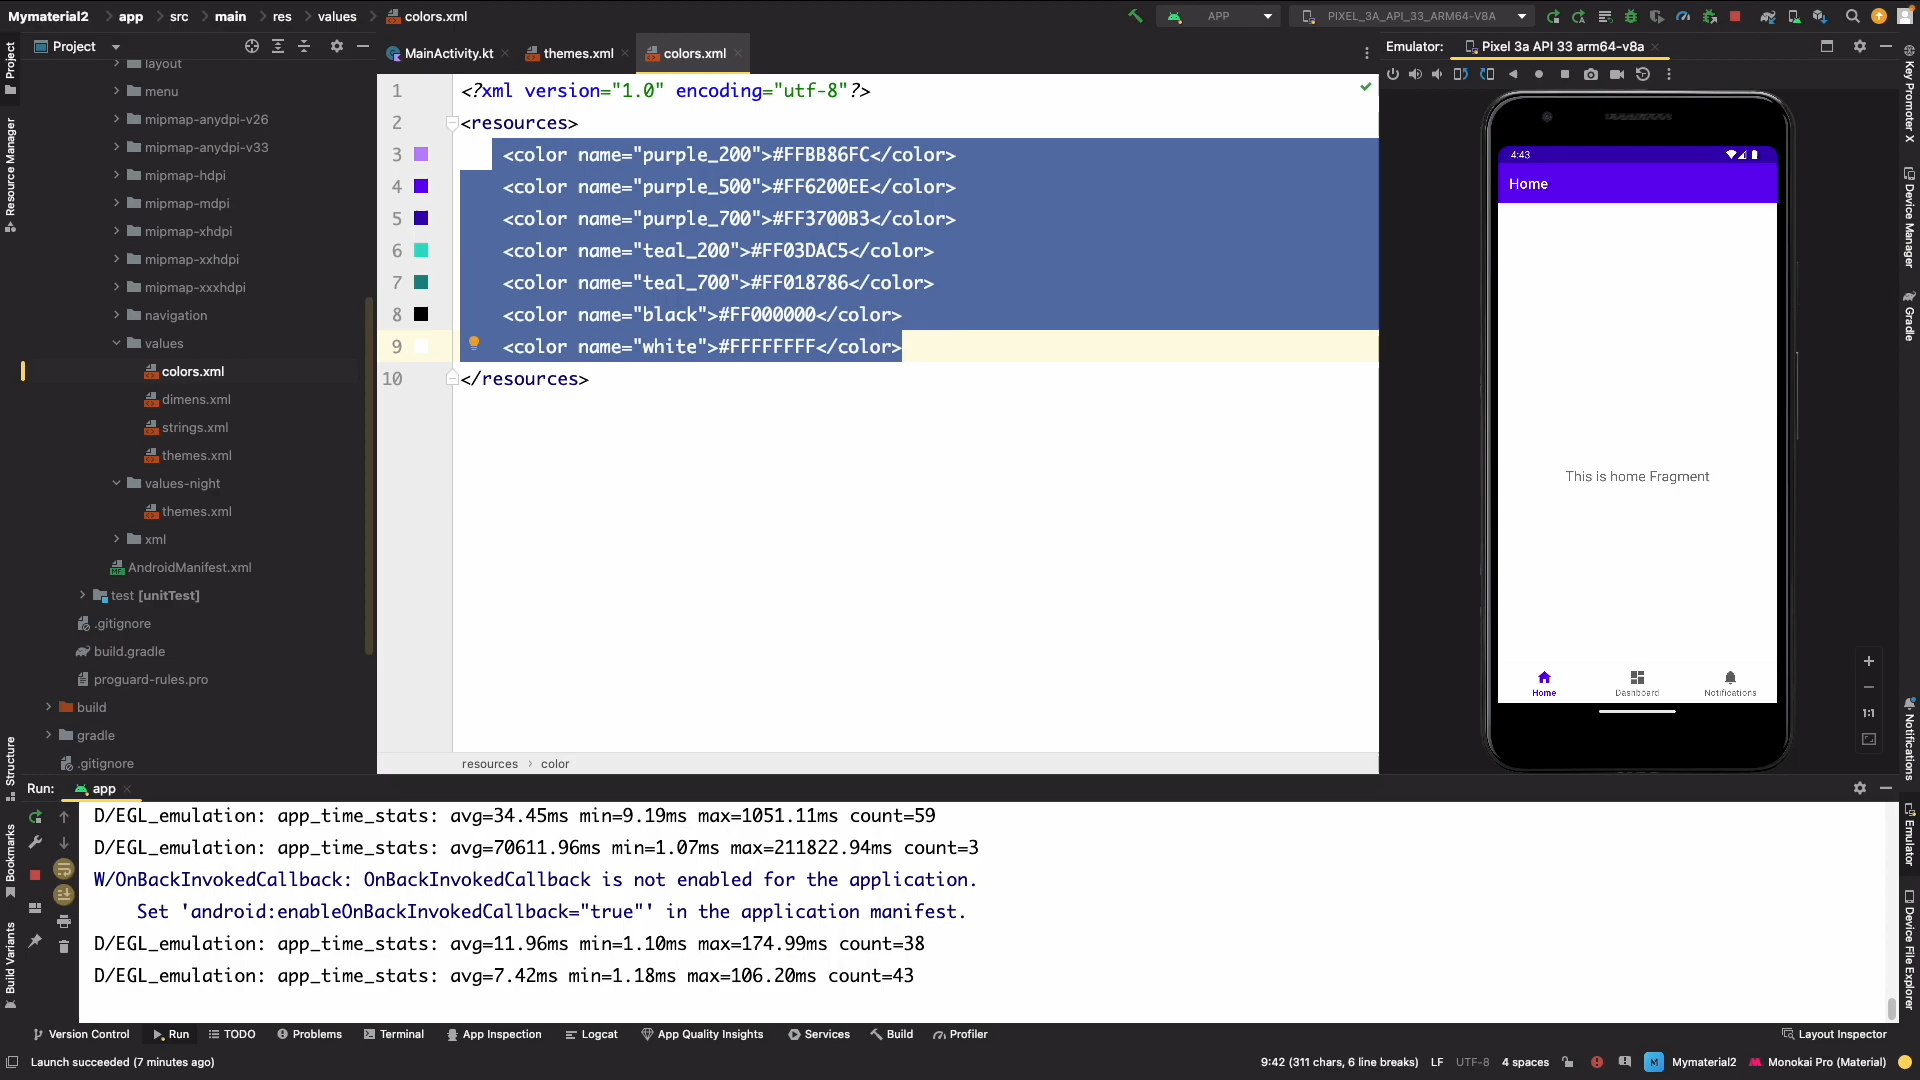 Mymaterial2 app src main res values colors.xml
APP
PIXEL_3A_API_33_ARM64-V8A
Project
layout
menu
mipmap-anydpi-v26
mipmap-anydpi-v33
mipmap-hdpi
mipmap-mdpi
mipmap-xhdpi
mipmap-xxhdpi
mipmap-xxxhdpi
navigation
values
colors.xml
dimens.xml
strings.xml
themes.xml
values-night
themes.xml
xml
AndroidManifest.xml
test [unitTest]
.gitignore
build.gradle
proguard-rules.pro
build
gradle
.gitignore
Project
Resource Manager
Structure
Bookmarks
Build Variants
MainActivity.kt themes.xml colors.xml
1 <?xml version="1.0" encoding="utf-8"?>
2 <resources>
3 <color name="purple_200">#FFBB86FC</color>
4 <color name="purple_500">#FF6200EE</color>
5 <color name="purple_700">#FF3700B3</color>
6 <color name="teal_200">#FF03DAC5</color>
7 <color name="teal_700">#FF018786</color>
8 <color name="black">#FF000000</color>
9 <color name="white">#FFFFFFFF</color>
10 </resources>
resources color
Emulator: Pixel 3a API 33 arm64-v8a
4:43
Home
This is home Fragment
Home Dashboard Notifications
1:1
Key Promoter X
Device Manager
Gradle
Notifications
Emulator
Device File Explorer
Run: app
D/EGL_emulation: app_time_stats: avg=34.45ms min=9.19ms max=1051.11ms count=59
D/EGL_emulation: app_time_stats: avg=70611.96ms min=1.07ms max=211822.94ms count=3
W/OnBackInvokedCallback: OnBackInvokedCallback is not enabled for the application.
Set 'android:enableOnBackInvokedCallback="true"' in the application manifest.
D/EGL_emulation: app_time_stats: avg=11.96ms min=1.10ms max=174.99ms count=38
D/EGL_emulation: app_time_stats: avg=7.42ms min=1.18ms max=106.20ms count=43
Version Control Run TODO Problems Terminal App Inspection Logcat App Quality Insights Services Build Profiler Layout Inspector
Launch succeeded (7 minutes ago)
9:42 (311 chars, 6 line breaks) LF UTF-8 4 spaces M Mymaterial2 Monokai Pro (Material)